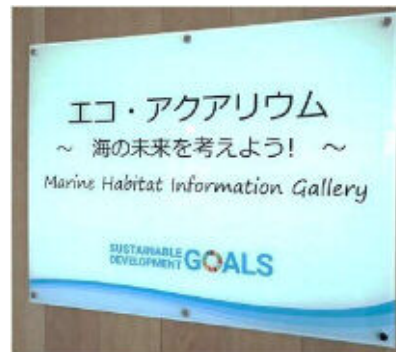 エコ・アクアリウム
～ 海の未来を考えよう! ～
Marine Habitat Information Gallery
SUSTAINABLE
DEVELOPMENT GOALS